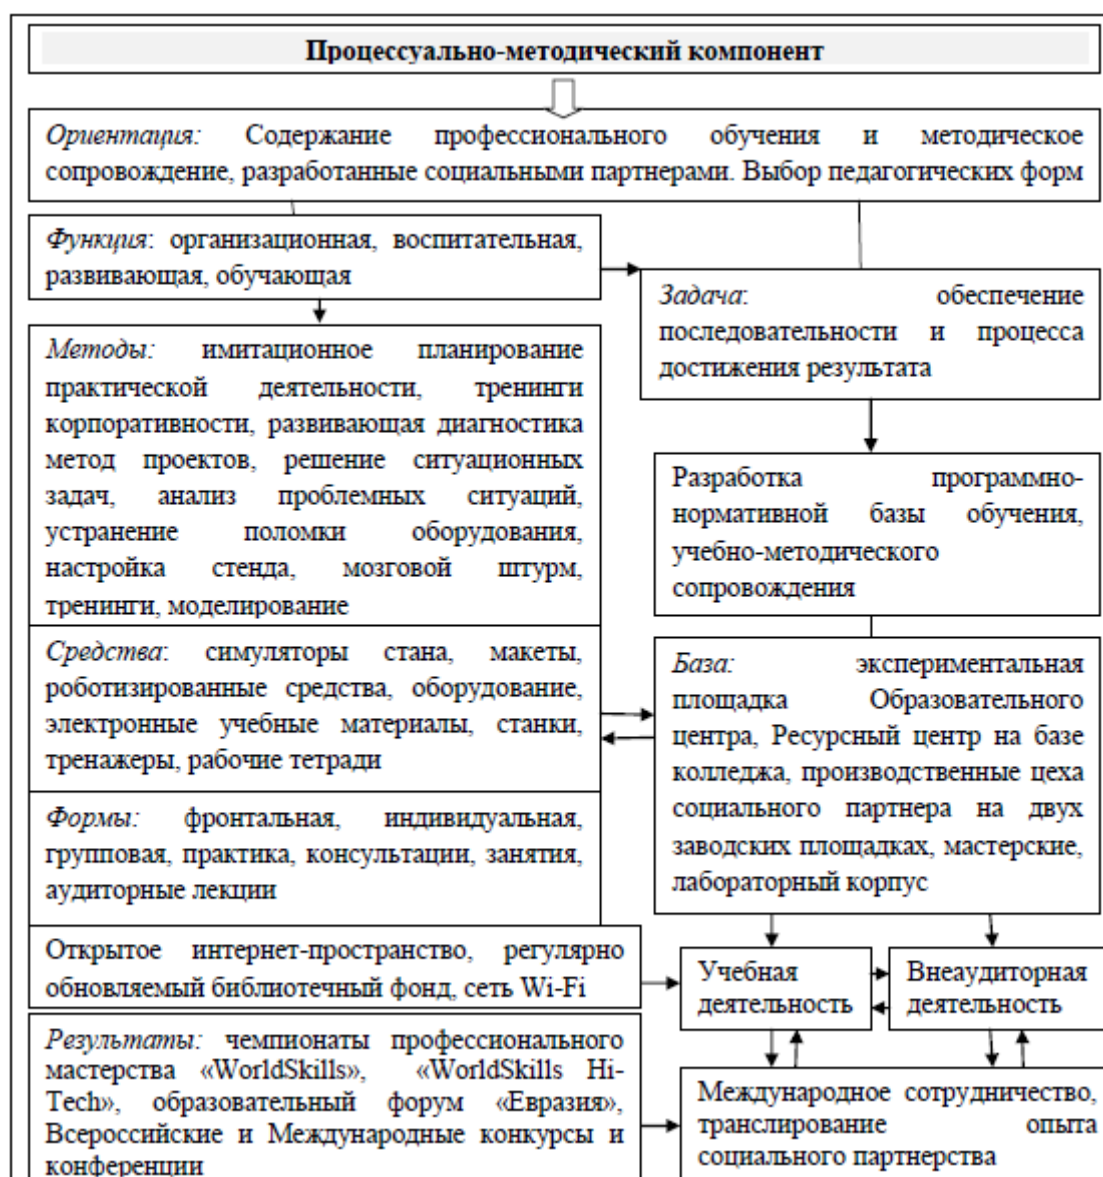 Процессуально-методический компонент
Ориентация: Содержание профессионального обучения и методическое
сопровождение, разработанные социальными партнерами. Выбор педагогических форм
Функция: организационная, воспитательная,
развивающая, обучающая
Задача: обеспечение
последовательности и процесса
достижения результата
Методы: имитационное планирование
практической деятельности, тренинги
корпоративности, развивающая диагностика
метод проектов, решение ситуационных
задач, анализ проблемных ситуаций,
устранение поломки оборудования,
настройка стенда, мозговой штурм,
тренинги, моделирование
Разработка программно-
нормативной базы обучения,
учебно-методического
сопровождения
Средства: симуляторы стана, макеты,
роботизированные средства, оборудование,
электронные учебные материалы, станки,
тренажеры, рабочие тетради
База: экспериментальная
площадка Образовательного
центра, Ресурсный центр на базе
колледжа, производственные цеха
социального партнера на двух
заводских площадках, мастерские,
лабораторный корпус
Формы: фронтальная, индивидуальная,
групповая, практика, консультации, занятия,
аудиторные лекции
Открытое интернет-пространство, регулярно
обновляемый библиотечный фонд, сеть Wi-Fi
Учебная
деятельность
Внеаудиторная
деятельность
Результаты: чемпионаты профессионального
мастерства «WorldSkills», «WorldSkills Hi-
Tech», образовательный форум «Евразия»,
Всероссийские и Международные конкурсы и
конференции
Международное сотрудничество,
транслирование опыта
социального партнерства